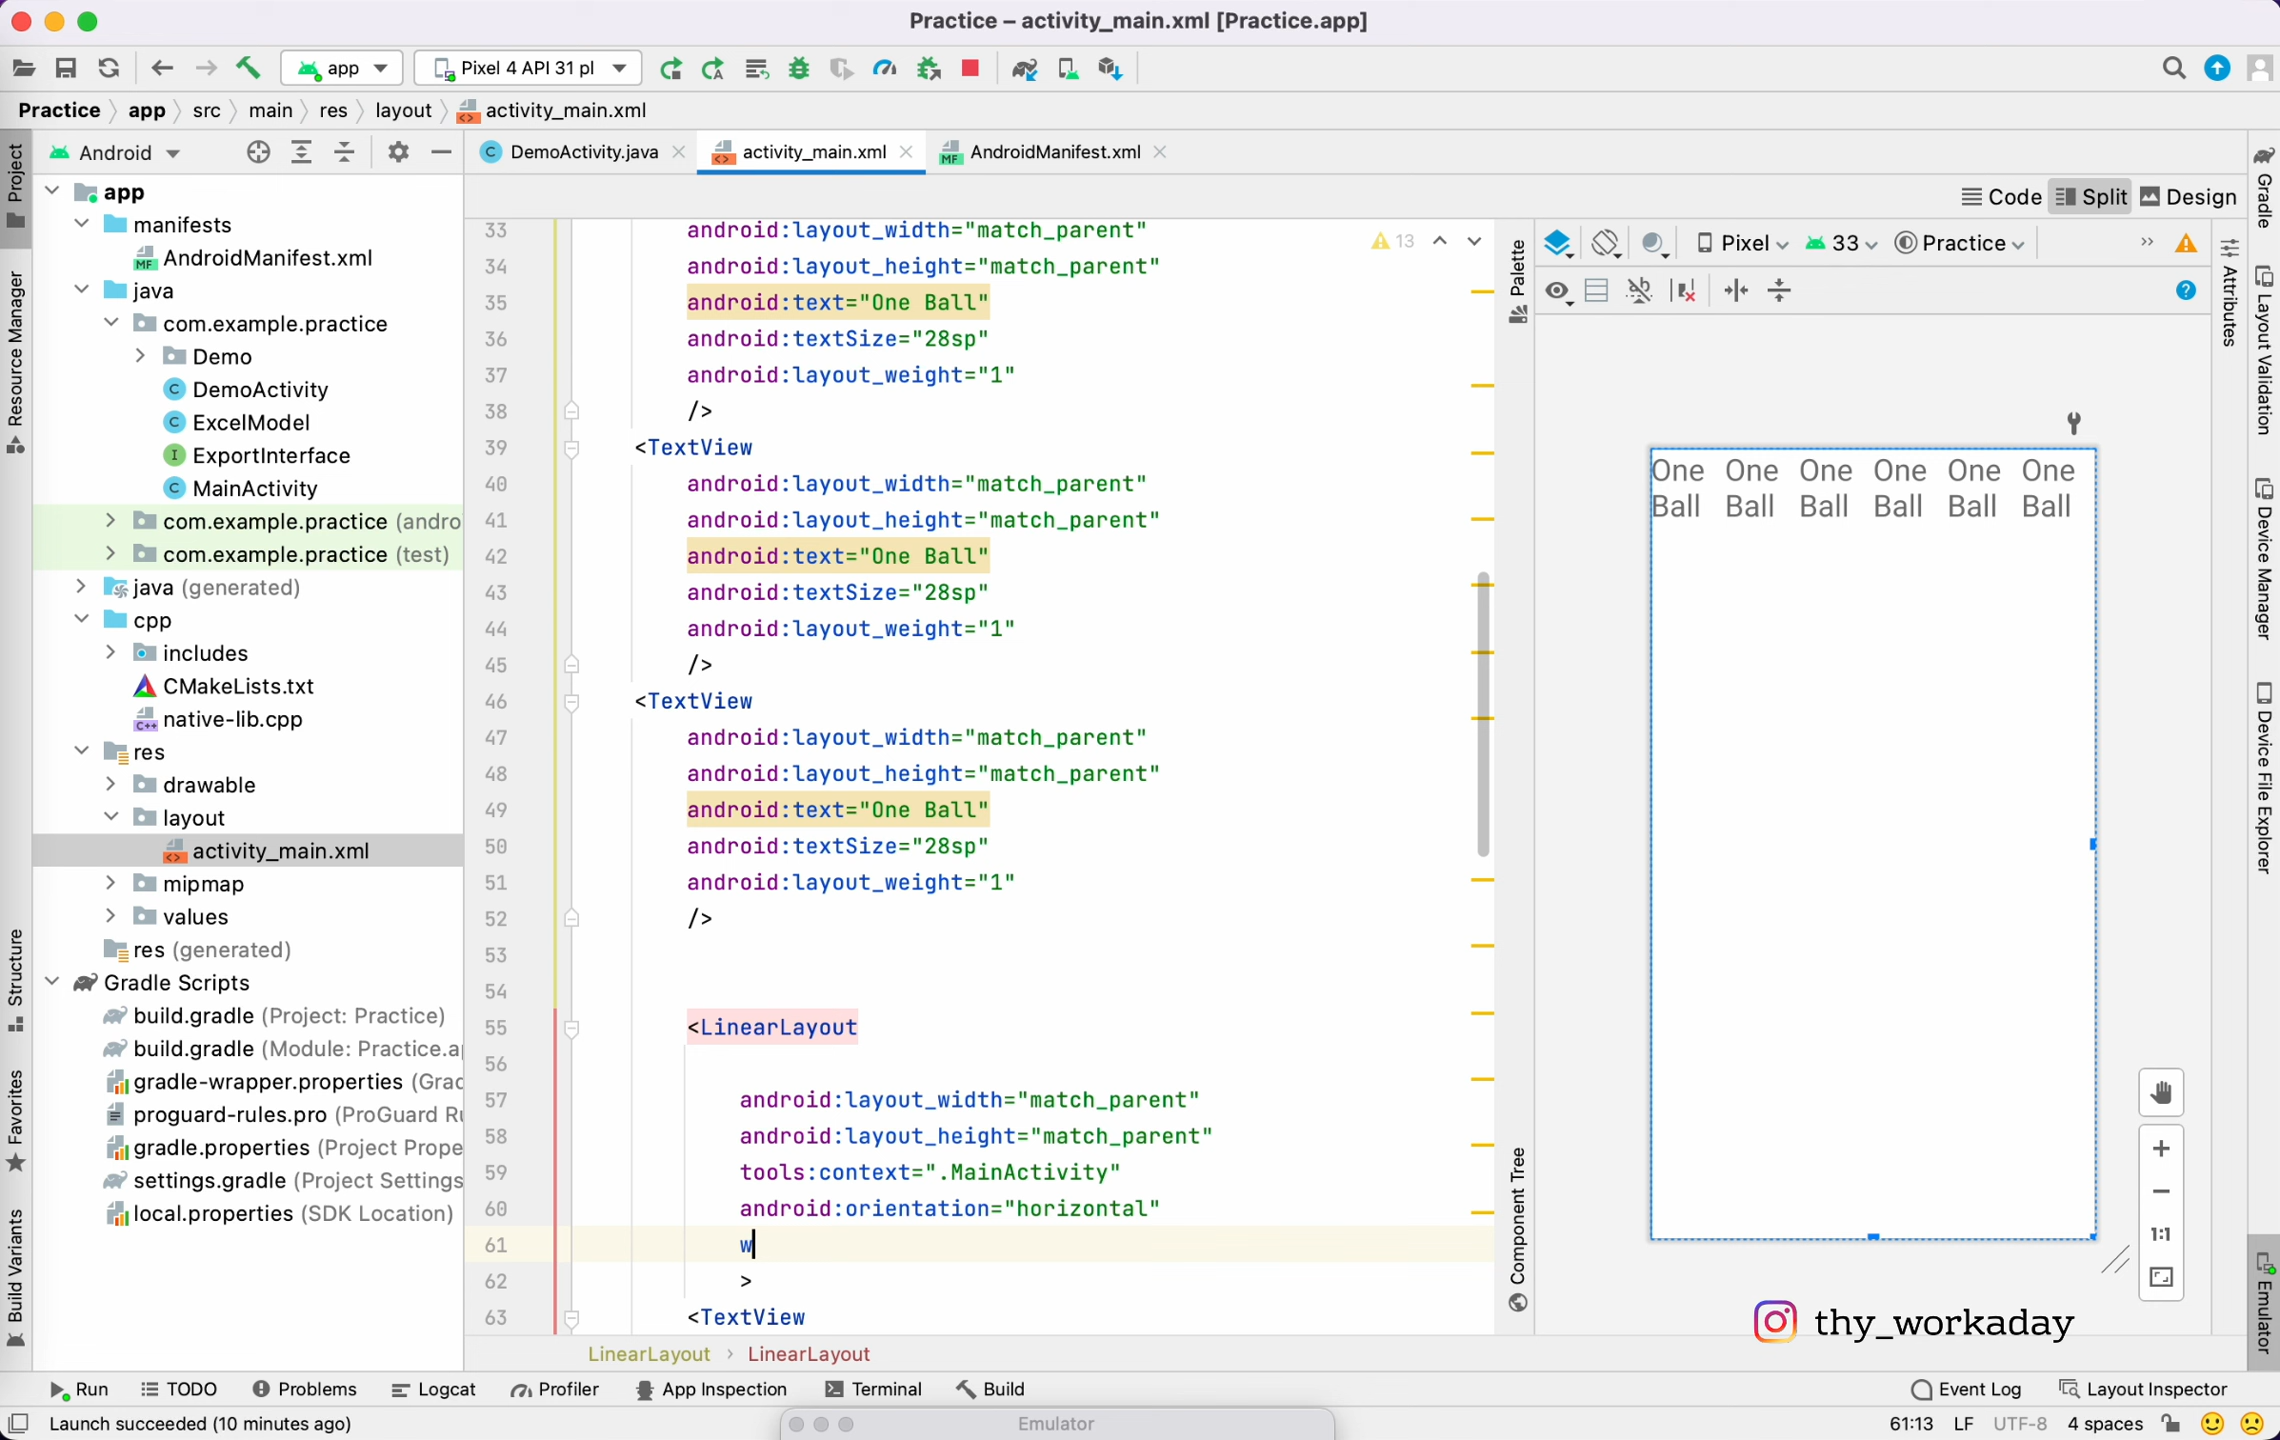 Practice – activity_main.xml [Practice.app]
app
Pixel 4 API 31 pl
Practice
app
src
main
res
layout
activity_main.xml
Project
Resource Manager
Structure
Favorites
Build Variants
Android
app
manifests
AndroidManifest.xml
java
com.example.practice
Demo
DemoActivity
ExcelModel
ExportInterface
MainActivity
com.example.practice (andro
com.example.practice (test)
java (generated)
cpp
includes
CMakeLists.txt
native-lib.cpp
res
drawable
layout
activity_main.xml
mipmap
values
res (generated)
Gradle Scripts
build.gradle (Project: Practice)
build.gradle (Module: Practice.a
gradle-wrapper.properties (Grad
proguard-rules.pro (ProGuard Ru
gradle.properties (Project Prope
settings.gradle (Project Settings
local.properties (SDK Location)
DemoActivity.java
activity_main.xml
AndroidManifest.xml
Code
Split
Design
13
33 android:layout_width="match_parent"
34 android:layout_height="match_parent"
35 android:text="One Ball"
36 android:textSize="28sp"
37 android:layout_weight="1"
38 />
39 <TextView
40 android:layout_width="match_parent"
41 android:layout_height="match_parent"
42 android:text="One Ball"
43 android:textSize="28sp"
44 android:layout_weight="1"
45 />
46 <TextView
47 android:layout_width="match_parent"
48 android:layout_height="match_parent"
49 android:text="One Ball"
50 android:textSize="28sp"
51 android:layout_weight="1"
52 />
53
54
55 <LinearLayout
56
57 android:layout_width="match_parent"
58 android:layout_height="match_parent"
59 tools:context=".MainActivity"
60 android:orientation="horizontal"
61 w
62 >
63 <TextView
LinearLayout › LinearLayout
Palette
Component Tree
Pixel
33
Practice
One One One One One One
Ball Ball Ball Ball Ball Ball
1:1
thy_workaday
Attributes
Gradle
Layout Validation
Device Manager
Device File Explorer
Emulator
Run
TODO
Problems
Logcat
Profiler
App Inspection
Terminal
Build
Event Log
Layout Inspector
Launch succeeded (10 minutes ago)
Emulator
61:13
LF
UTF-8
4 spaces